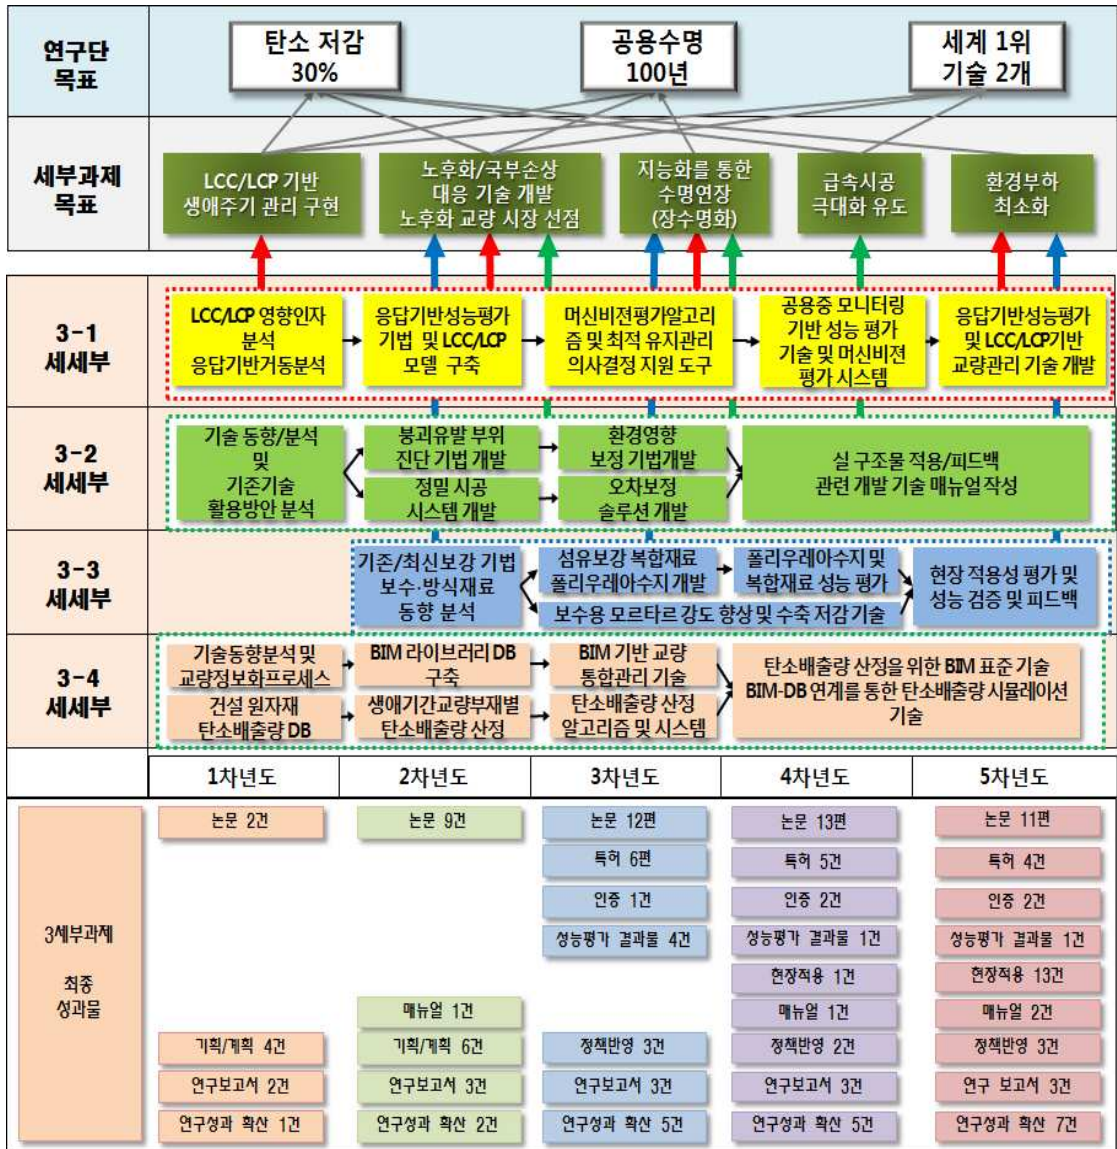 연구단
목표
탄소 저감
30%
공용수명
100년
세계 1위
기술 2개
세부과제
목표
LCC/LCP 기반
생애주기 관리 구현
노후화/국부손상
대응 기술 개발
노후화 교량 시장 선점
지능화를 통한
수명연장
(장수명화)
급속시공
극대화 유도
환경부하
최소화
3-1
세세부
LCC/LCP 영향인자
분석
응답기반거동분석
응답기반성능평가
기법 및 LCC/LCP
모델 구축
머신비젼평가알고리
즘 및 최적 유지관리
의사결정 지원 도구
공용중 모니터링
기반 성능 평가
기술 및 머신비젼
평가 시스템
응답기반성능평가
및 LCC/LCP기반
교량관리 기술 개발
3-2
세세부
기술 동향/분석
및
기존기술
활용방안 분석
붕괴유발 부위
진단 기법 개발
정밀 시공
시스템 개발
환경영향
보정 기법개발
오차보정
솔루션 개발
실 구조물 적용/피드백
관련 개발 기술 매뉴얼 작성
3-3
세세부
기존/최신보강 기법
보수·방식재료
동향 분석
섬유보강 복합재료
폴리우레아수지 개발
폴리우레아수지 및
복합재료 성능 평가
보수용 모르타르 강도 향상 및 수축 저감 기술
현장 적용성 평가 및
성능 검증 및 피드백
3-4
세세부
기술동향분석 및
교량정보화프로세스
BIM 라이브러리 DB
구축
BIM 기반 교량
통합관리 기술
건설 원자재
탄소배출량 DB
생애기간교량부재별
탄소배출량 산정
탄소배출량 산정
알고리즘 및 시스템
탄소배출량 산정을 위한 BIM 표준 기술
BIM-DB 연계를 통한 탄소배출량 시뮬레이션
기술
1차년도
2차년도
3차년도
4차년도
5차년도
3세부과제
최종
성과물
논문 2건
논문 9건
논문 12편
논문 13편
논문 11편
특허 6편
특허 5건
특허 4건
인증 1건
인증 2건
인증 2건
성능평가 결과물 4건
성능평가 결과물 1건
성능평가 결과물 1건
현장적용 1건
현장적용 13건
매뉴얼 1건
매뉴얼 1건
매뉴얼 2건
기획/계획 4건
기획/계획 6건
정책반영 3건
정책반영 2건
정책반영 3건
연구보고서 2건
연구보고서 3건
연구보고서 3건
연구보고서 3건
연구 보고서 3건
연구성과 확산 1건
연구성과 확산 2건
연구성과 확산 5건
연구성과 확산 5건
연구성과 확산 7건